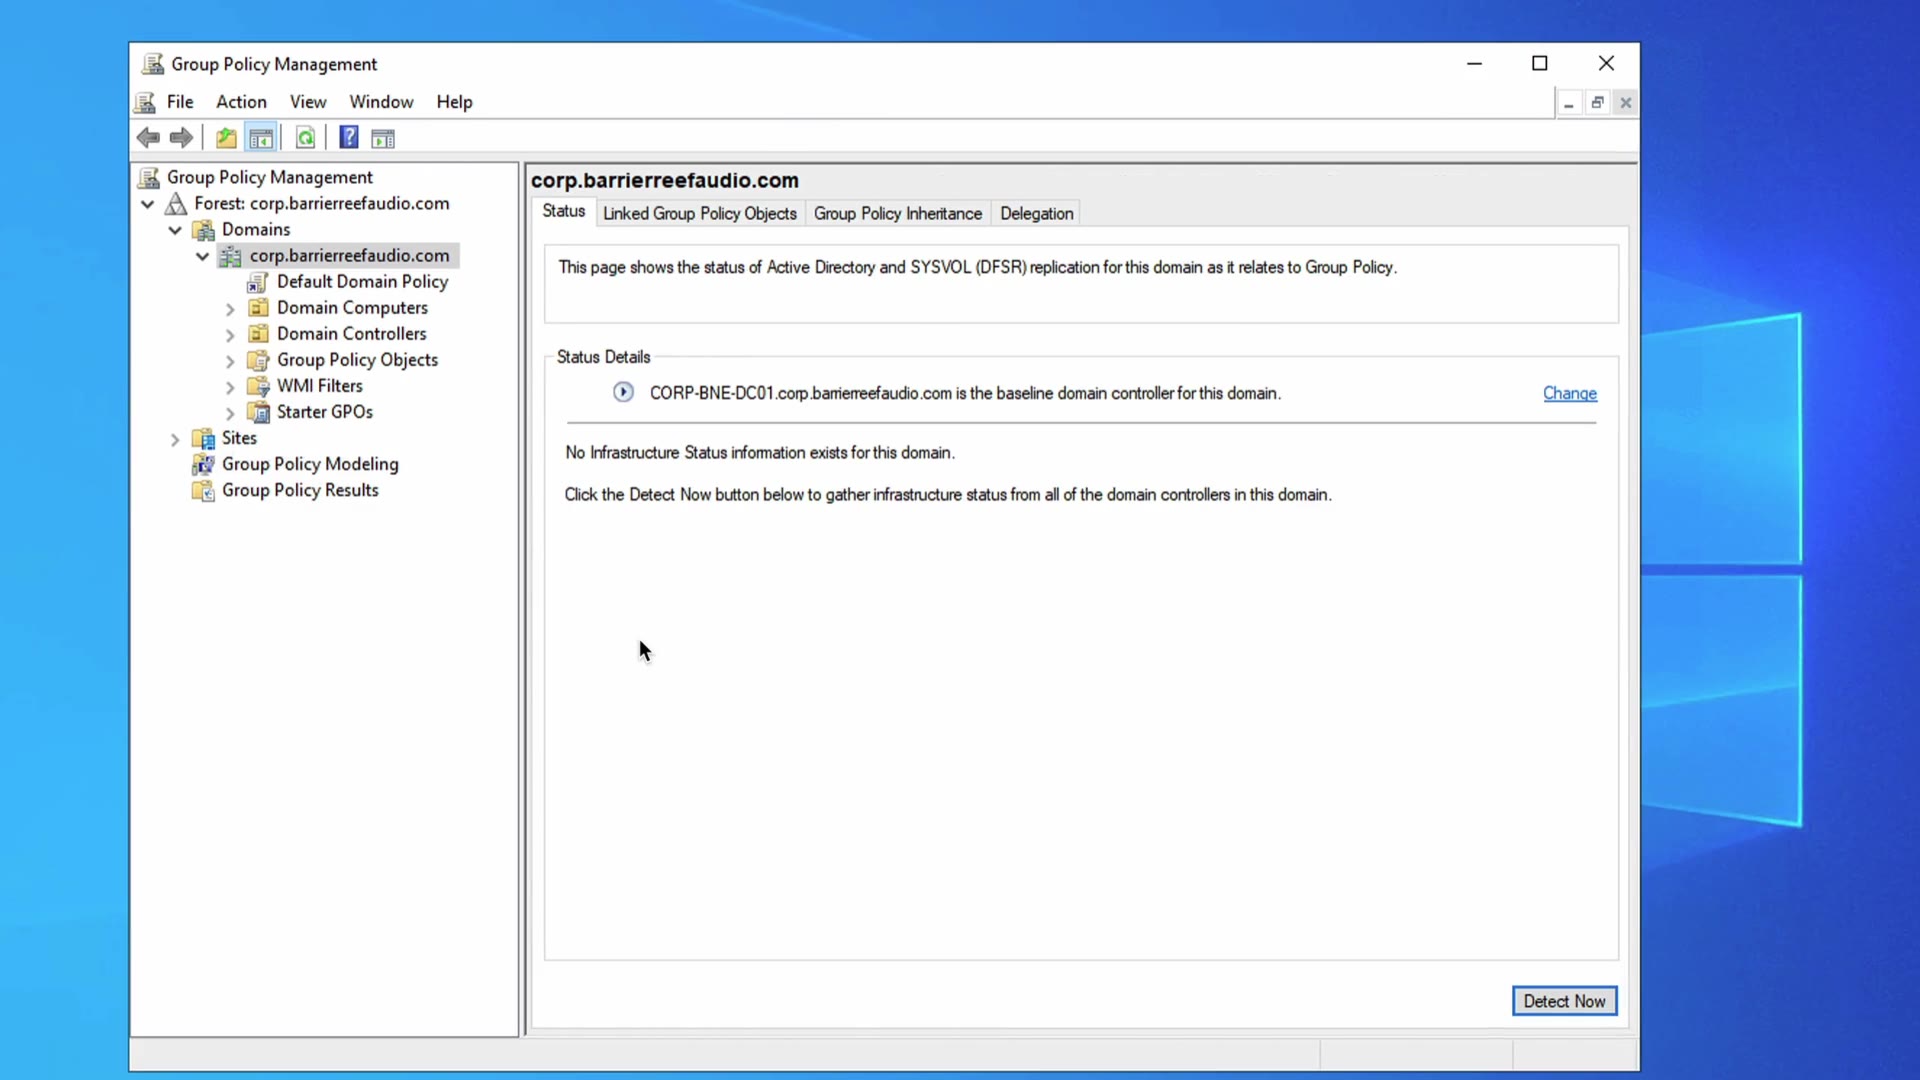 Group Policy Management
File Action View Window Help
Group Policy Management
Forest: corp.barrierreefaudio.com
Domains
corp.barrierreefaudio.com
Default Domain Policy
Domain Computers
Domain Controllers
Group Policy Objects
WMI Filters
Starter GPOs
Sites
Group Policy Modeling
Group Policy Results
corp.barrierreefaudio.com
Status Linked Group Policy Objects Group Policy Inheritance Delegation
This page shows the status of Active Directory and SYSVOL (DFSR) replication for this domain as it relates to Group Policy.
Status Details
CORP-BNE-DC01.corp.barrierreefaudio.com is the baseline domain controller for this domain. Change
No Infrastructure Status information exists for this domain.
Click the Detect Now button below to gather infrastructure status from all of the domain controllers in this domain.
Detect Now